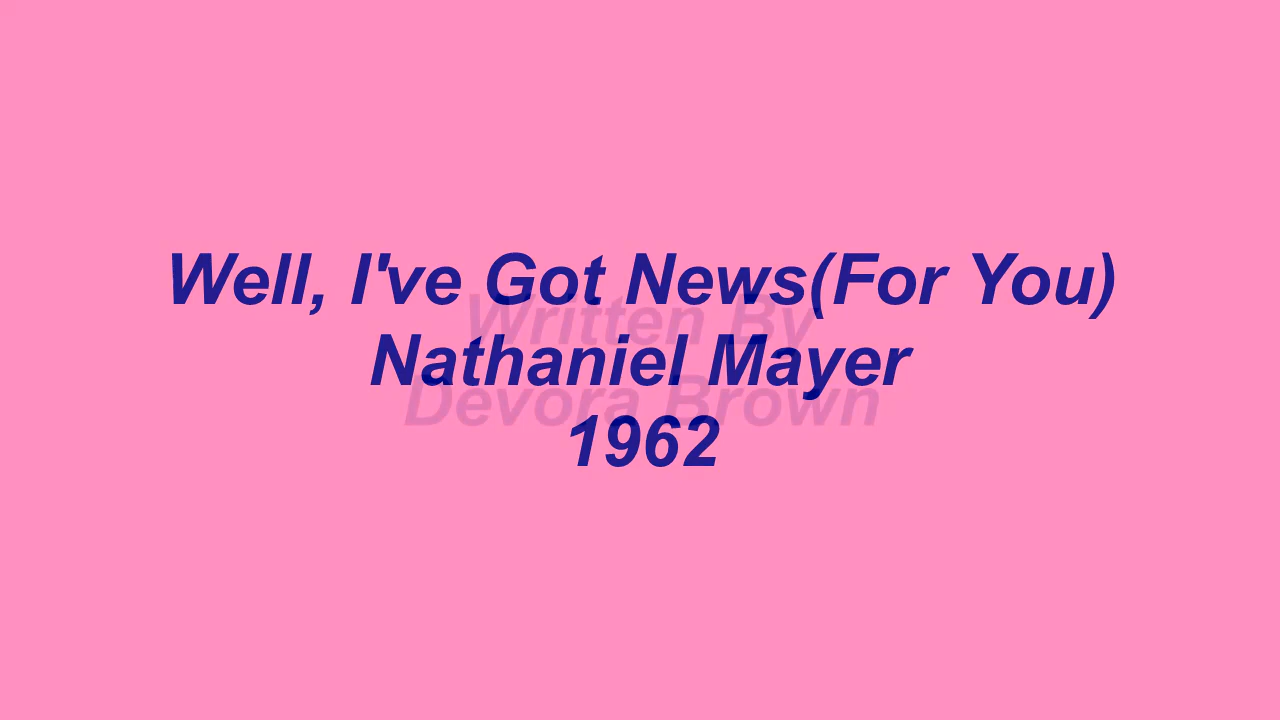 Well, I've Got News(For You)
Written By
Nathaniel Mayer
Devora Brown
1962